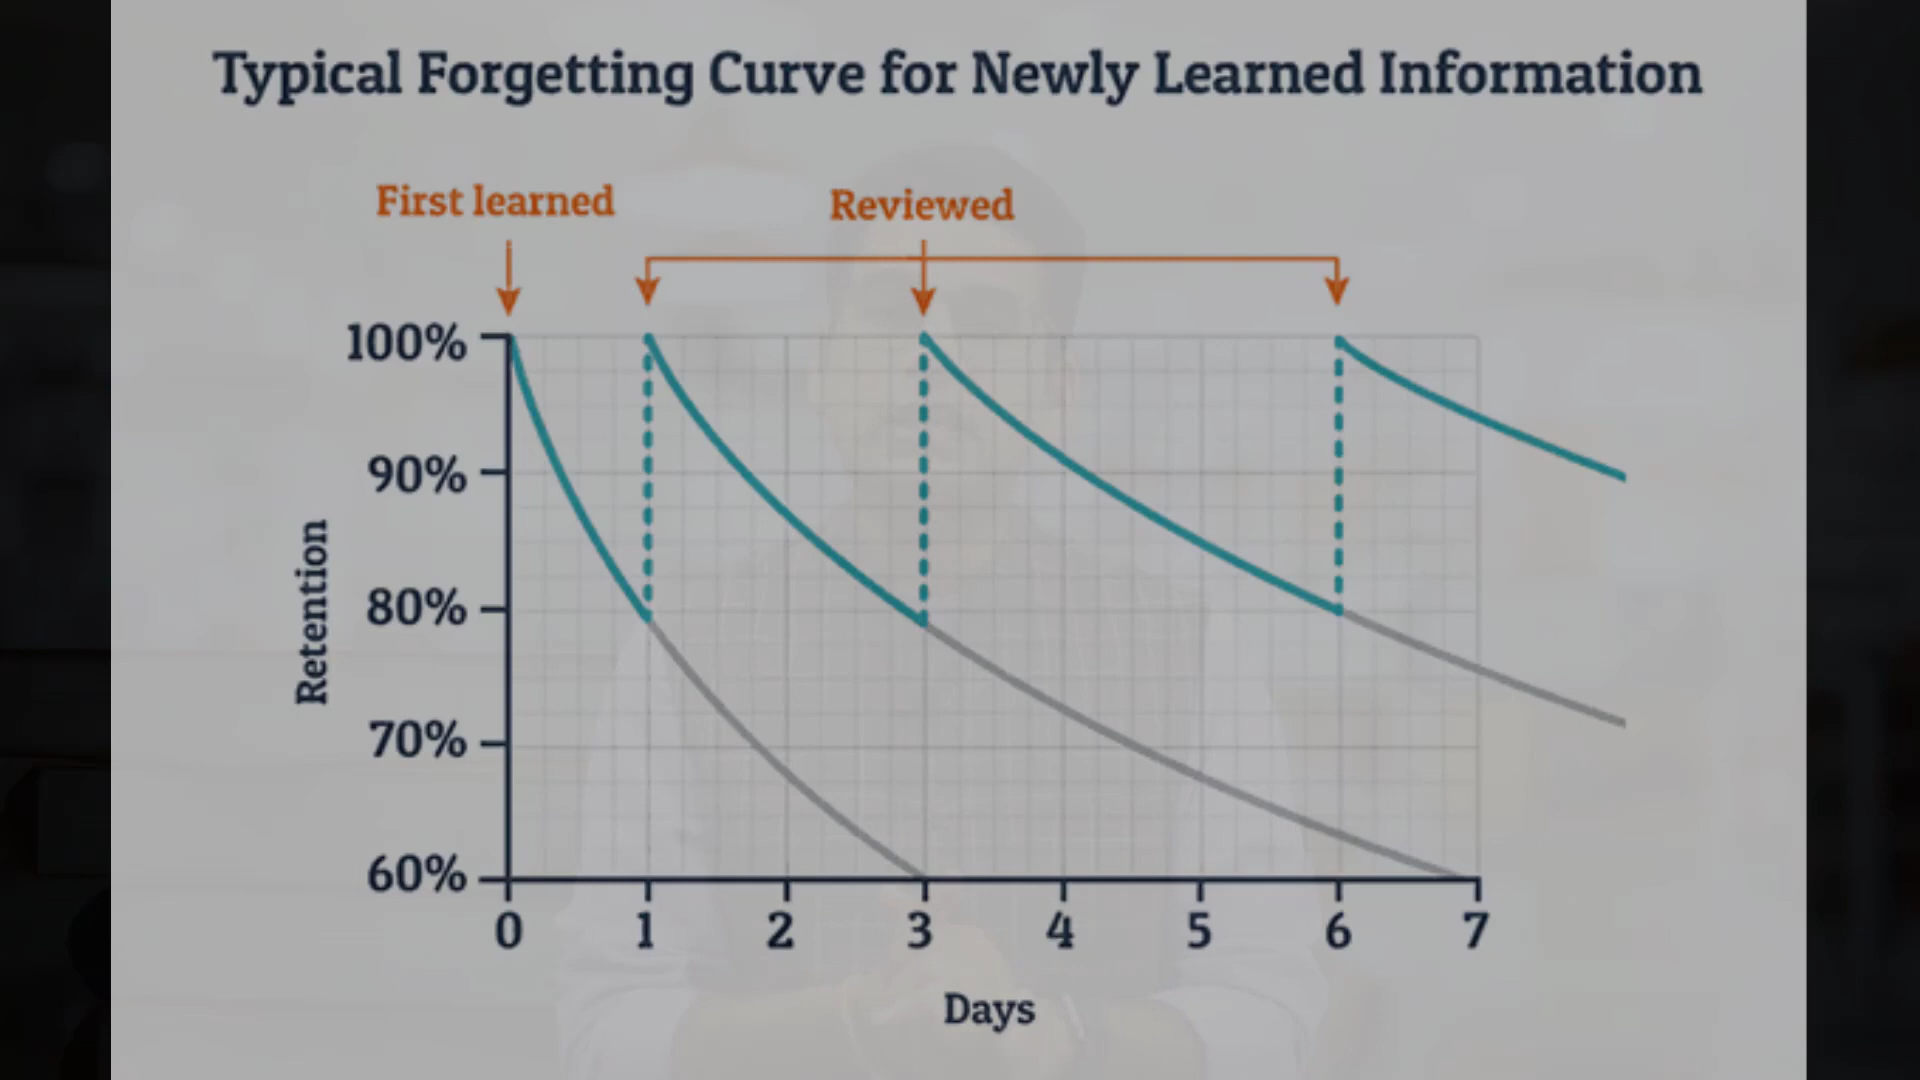 Typical Forgetting Curve for Newly Learned Information
First learned
Reviewed
100%
90%
80%
70%
60%
Retention
0 1 2 3 4 5 6 7
Days